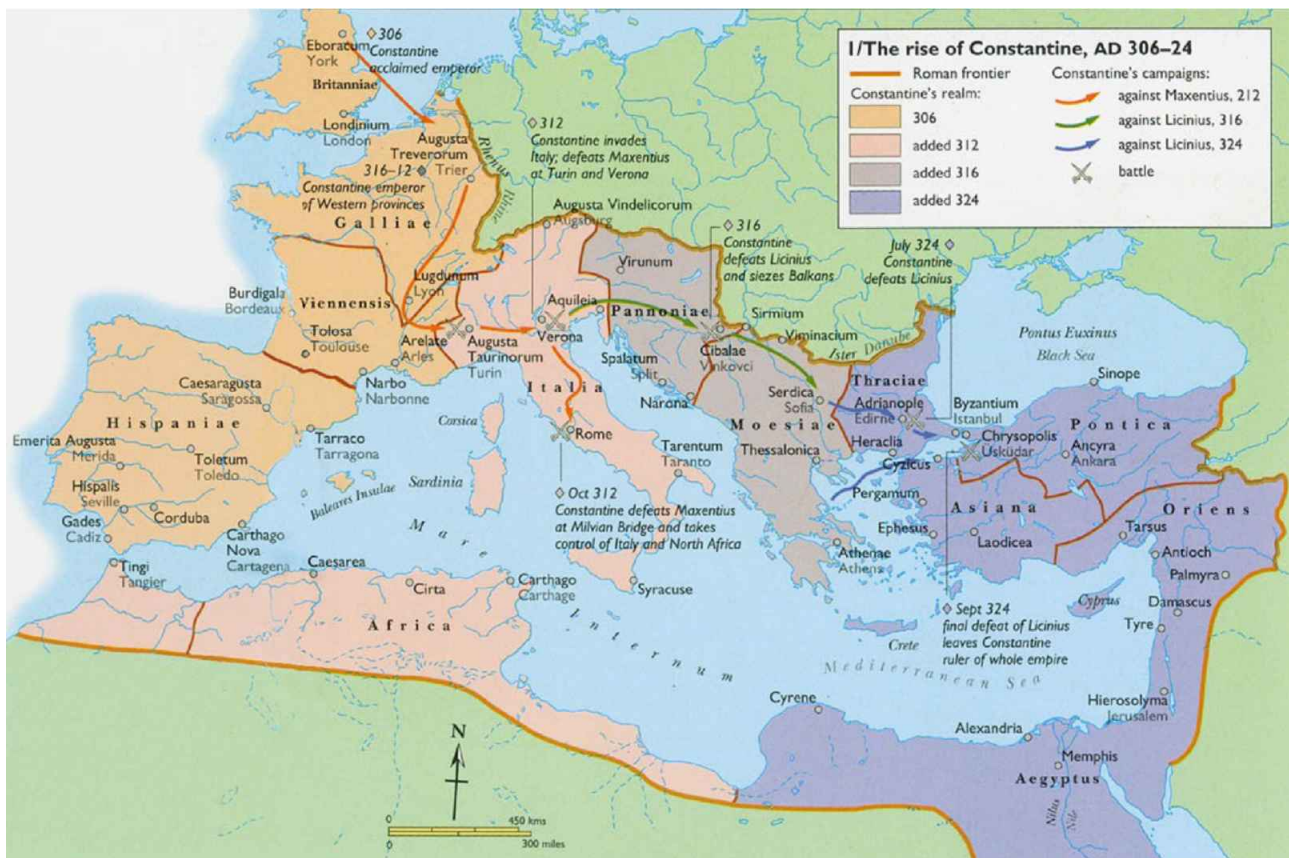 1/The rise of Constantine, AD 306–24
Roman frontier
Constantine's realm:
306
added 312
added 316
added 324
Constantine's campaigns:
against Maxentius, 212
against Licinius, 316
against Licinius, 324
battle
306
Constantine
acclaimed emperor
Eboracum
York
Britanniae
Londinium
London
Augusta
Treverorum
Trier
Rhenus
Rhine
316–12
Constantine emperor
of Western provinces
Galliae
312
Constantine invades
Italy; defeats Maxentius
at Turin and Verona
Augusta Vindelicorum
Augsburg
316
Constantine
defeats Licinius
and siezes Balkans
July 324
Constantine
defeats Licinius
Virunum
Lugdunum
Lyon
Burdigala
Bordeaux
Viennensis
Tolosa
Toulouse
Arelate
Arles
Narbo
Narbonne
Augusta
Taurinorum
Turin
Verona
Aquileia
Pannoniae
Sirmium
Viminacium
Ister
Danube
Cibalae
Vinkovci
Spalatum
Split
Narona
Italia
Rome
Corsica
Sardinia
Tarentum
Taranto
Serdica
Sofia
Moesiae
Thessalonica
Thraciae
Adrianople
Edirne
Heraclia
Byzantium
Istanbul
Chrysopolis
Uskudar
Cyzicus
Pontus Euxinus
Black Sea
Sinope
Pontica
Ancyra
Ankara
Pergamum
Asiana
Ephesus
Laodicea
Oriens
Tarsus
Antioch
Palmyra
Athenae
Athens
Caesaragusta
Saragossa
Hispaniae
Emerita Augusta
Merida
Toletum
Toledo
Tarraco
Tarragona
Hispalis
Seville
Corduba
Gades
Cadiz
Carthago
Nova
Cartagena
Baleares Insulae
Oct 312
Constantine defeats Maxentius
at Milvian Bridge and takes
control of Italy and North Africa
Mare
Internum
Tingi
Tangier
Caesarea
Cirta
Carthago
Carthage
Syracuse
Africa
Sept 324
final defeat of Licinius
leaves Constantine
ruler of whole empire
Crete
Cyprus
Mediterranean Sea
Damascus
Tyre
Hierosolyma
Jerusalem
Cyrene
Alexandria
Memphis
Aegyptus
Nilus
Nile
N
0
450 kms
0
300 miles